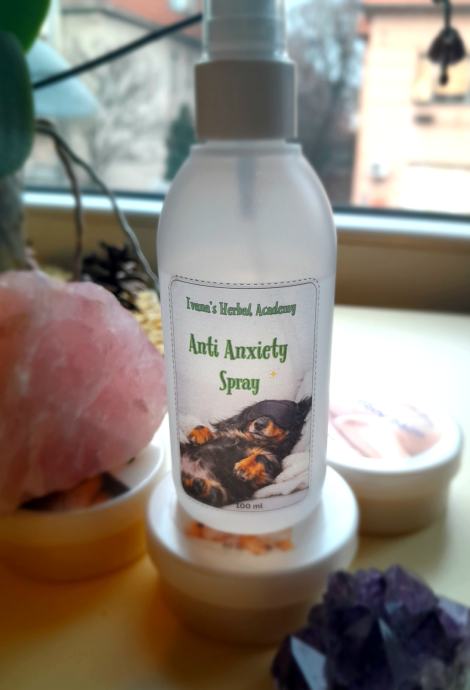 Ivana's Herbal Academy
Anti Anxiety
Spray
100 ml